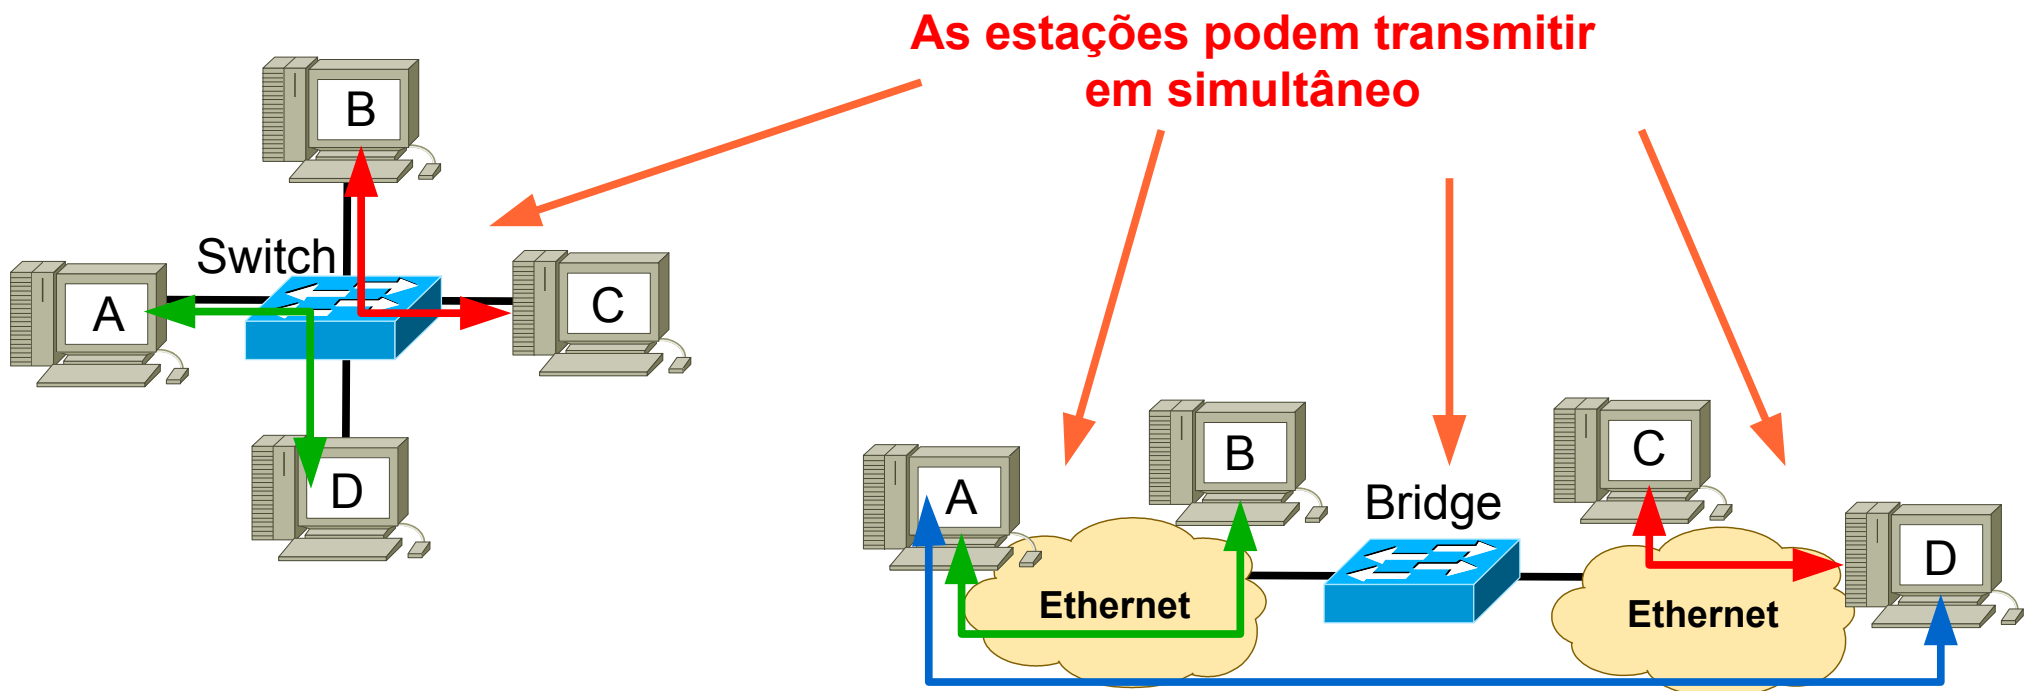 As estações podem transmitir
em simultâneo
B
Switch
A
C
D
B
C
A
Bridge
D
Ethernet
Ethernet